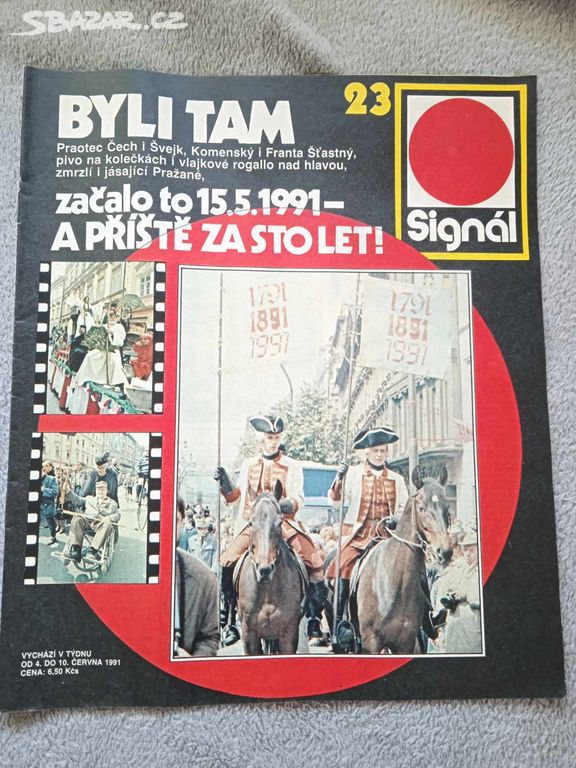 SBAZAR.CZ
BYLI TAM
23
Praotec Čech i Švejk, Komenský i Franta Šťastný,
pivo na kolečkách i vlajkové rogallo nad hlavou,
zmrzlí i jásající Pražané,
začalo to 15.5.1991 –
A PŘÍŠTĚ ZA STO LET!
Signál
1791
1891
1991
1791
1891
1991
VYCHÁZÍ V TÝDNU
OD 4. DO 10. ČERVNA 1991
CENA: 6,50 Kčs